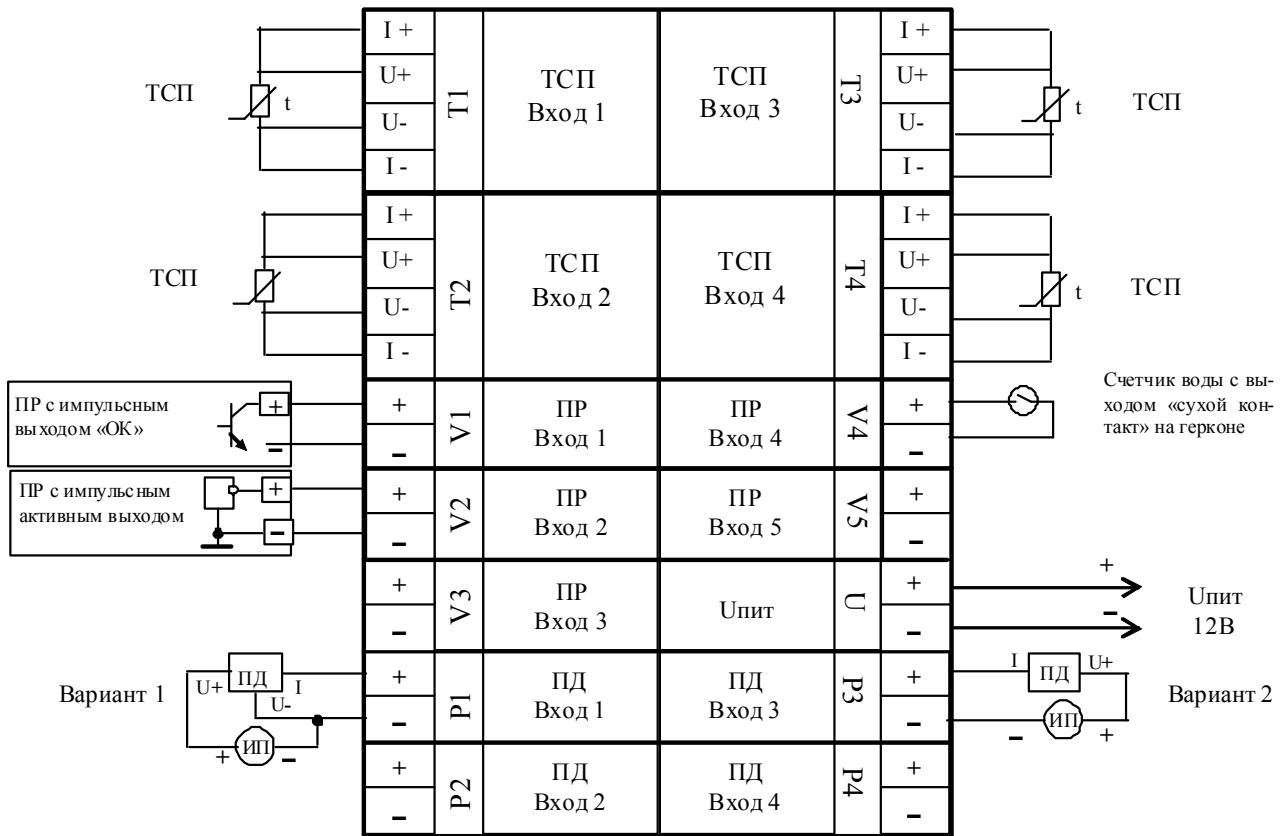 ТСП
t
I +
U+
U-
I -
T1
ТСП
Вход 1
ТСП
Вход 3
T3
I +
U+
U-
I -
t
ТСП
ТСП
I +
U+
U-
I -
T2
ТСП
Вход 2
ТСП
Вход 4
T4
I +
U+
U-
I -
t
ТСП
ПР с импульсным
выходом «ОК»
+
–
+
–
V1
ПР
Вход 1
ПР
Вход 4
V4
+
–
Счетчик воды с вы-
ходом «сухой кон-
такт» на герконе
ПР с импульсным
активным выходом
+
–
+
–
V2
ПР
Вход 2
ПР
Вход 5
V5
+
–
+
–
V3
ПР
Вход 3
Uпит
U
+
–
+
–
Uпит
12В
Вариант 1
U+
ПД
I
U-
+
ИП
–
+
–
P1
ПД
Вход 1
ПД
Вход 3
P3
+
–
I
ПД
U+
–
ИП
+
Вариант 2
+
–
P2
ПД
Вход 2
ПД
Вход 4
P4
+
–